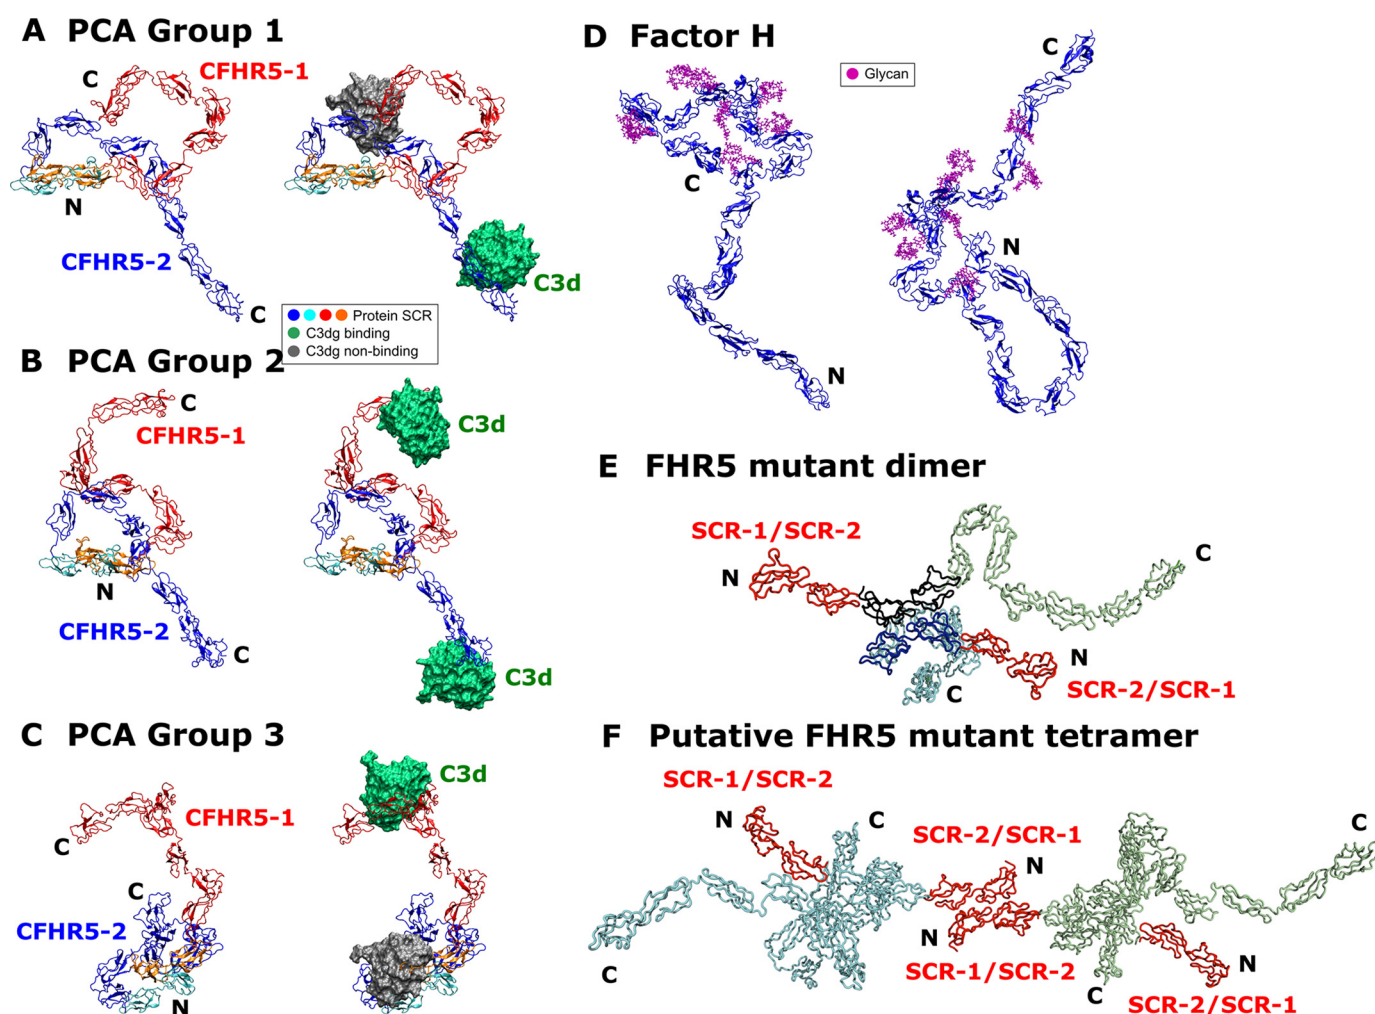 A PCA Group 1
C
CFHR5-1
N
CFHR5-2
C
C3d
Protein SCR
C3dg binding
C3dg non-binding
B PCA Group 2
C
CFHR5-1
N
CFHR5-2
C
C3d
C3d
C PCA Group 3
CFHR5-1
C
C
CFHR5-2
N
C3d
D Factor H
Glycan
C
N
C
N
E FHR5 mutant dimer
SCR-1/SCR-2
N
C
N
C
SCR-2/SCR-1
F Putative FHR5 mutant tetramer
SCR-1/SCR-2
N
C
SCR-2/SCR-1
N
C
C
N
SCR-1/SCR-2
C
N
SCR-2/SCR-1